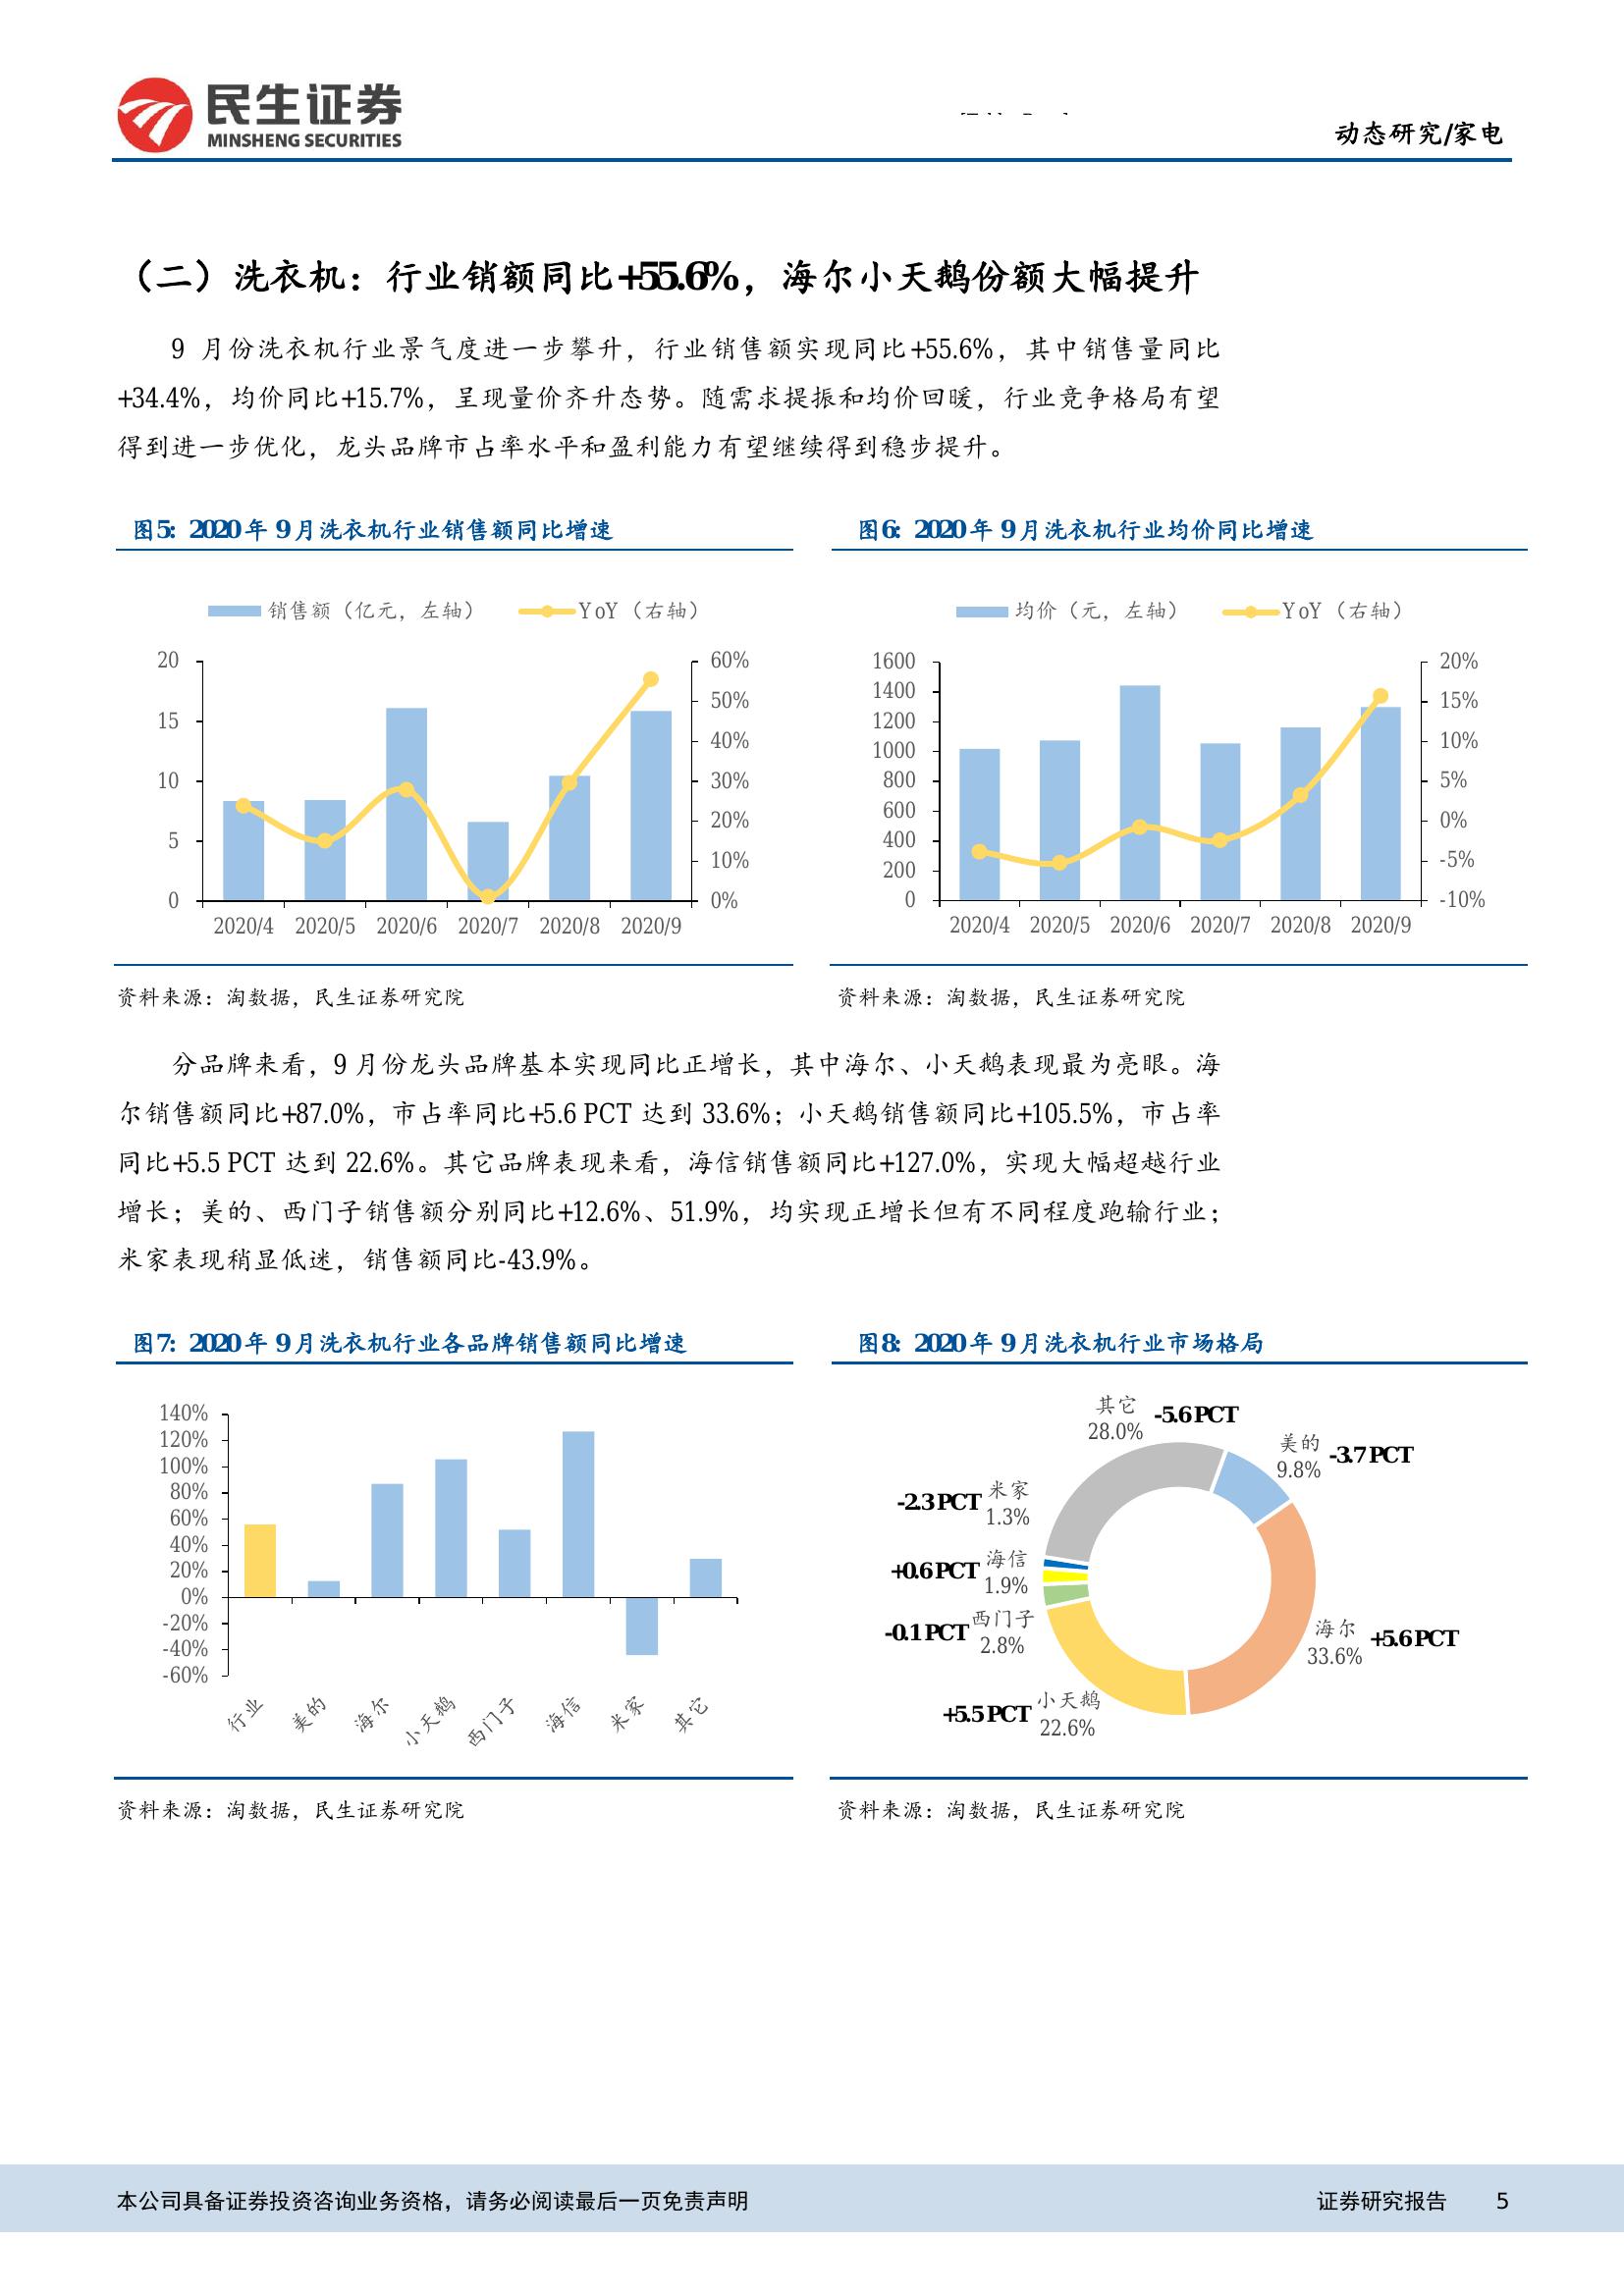 民生证券
MINSHENG SECURITIES
动态研究/家电
（二）洗衣机：行业销额同比+55.6%，海尔小天鹅份额大幅提升
9 月份洗衣机行业景气度进一步攀升，行业销售额实现同比+55.6%，其中销售量同比
+34.4%，均价同比+15.7%，呈现量价齐升态势。随需求提振和均价回暖，行业竞争格局有望
得到进一步优化，龙头品牌市占率水平和盈利能力有望继续得到稳步提升。
图5：2020 年 9 月洗衣机行业销售额同比增速
销售额（亿元，左轴） YoY（右轴）
20 60%
50%
15
40%
10 30%
20%
5
10%
0 0%
2020/4 2020/5 2020/6 2020/7 2020/8 2020/9
资料来源：淘数据，民生证券研究院
图6：2020 年 9 月洗衣机行业均价同比增速
均价（元，左轴） YoY（右轴）
1600 20%
1400
15%
1200
1000 10%
800 5%
600 0%
400
-5%
200
0 -10%
2020/4 2020/5 2020/6 2020/7 2020/8 2020/9
资料来源：淘数据，民生证券研究院
分品牌来看，9 月份龙头品牌基本实现同比正增长，其中海尔、小天鹅表现最为亮眼。海
尔销售额同比+87.0%，市占率同比+5.6 PCT 达到 33.6%；小天鹅销售额同比+105.5%，市占率
同比+5.5 PCT 达到 22.6%。其它品牌表现来看，海信销售额同比+127.0%，实现大幅超越行业
增长；美的、西门子销售额分别同比+12.6%、51.9%，均实现正增长但有不同程度跑输行业；
米家表现稍显低迷，销售额同比-43.9%。
图7：2020 年 9 月洗衣机行业各品牌销售额同比增速
140%
120%
100%
80%
60%
40%
20%
0%
-20%
-40%
-60%
行业 美的 海尔 小天鹅 西门子 海信 米家 其它
资料来源：淘数据，民生证券研究院
图8：2020 年 9 月洗衣机行业市场格局
其它 -5.6 PCT
28.0%
美的 -3.7 PCT
9.8%
-2.3 PCT 米家
1.3%
+0.6 PCT 海信
1.9%
-0.1 PCT 西门子
2.8%
海尔 +5.6 PCT
33.6%
+5.5 PCT 小天鹅
22.6%
资料来源：淘数据，民生证券研究院
本公司具备证券投资咨询业务资格，请务必阅读最后一页免责声明 证券研究报告 5